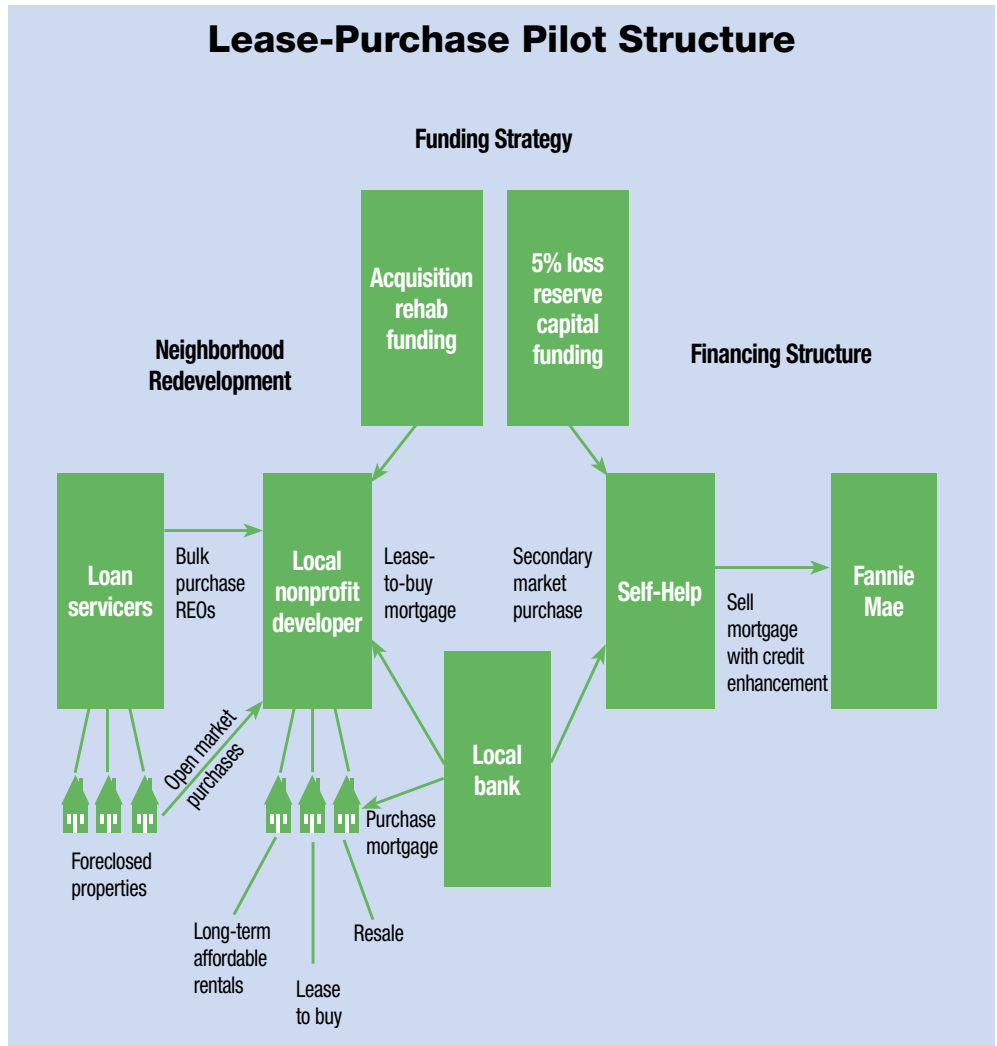 Lease-Purchase Pilot Structure
Funding Strategy
Acquisition
rehab
funding
5% loss
reserve
capital
funding
Neighborhood
Redevelopment
Financing Structure
Loan
servicers
Bulk
purchase
REOs
Local
nonprofit
developer
Lease-
to-buy
mortgage
Secondary
market
purchase
Self-Help
Sell
mortgage
with credit
enhancement
Fannie
Mae
Open market
purchases
Local
bank
Purchase
mortgage
Foreclosed
properties
Long-term
affordable
rentals
Lease
to buy
Resale